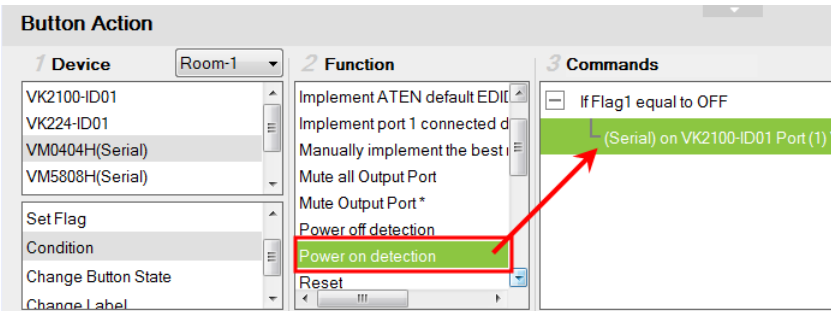 Button Action
1 Device
Room-1
2 Function
3 Commands
VK2100-ID01
VK224-ID01
VM0404H(Serial)
VM5808H(Serial)
Set Flag
Condition
Change Button State
Change Label
Implement ATEN default EDI
Implement port 1 connected d
Manually implement the best
Mute all Output Port
Mute Output Port *
Power off detection
Power on detection
Reset
If Flag1 equal to OFF
(Serial) on VK2100-ID01 Port (1)